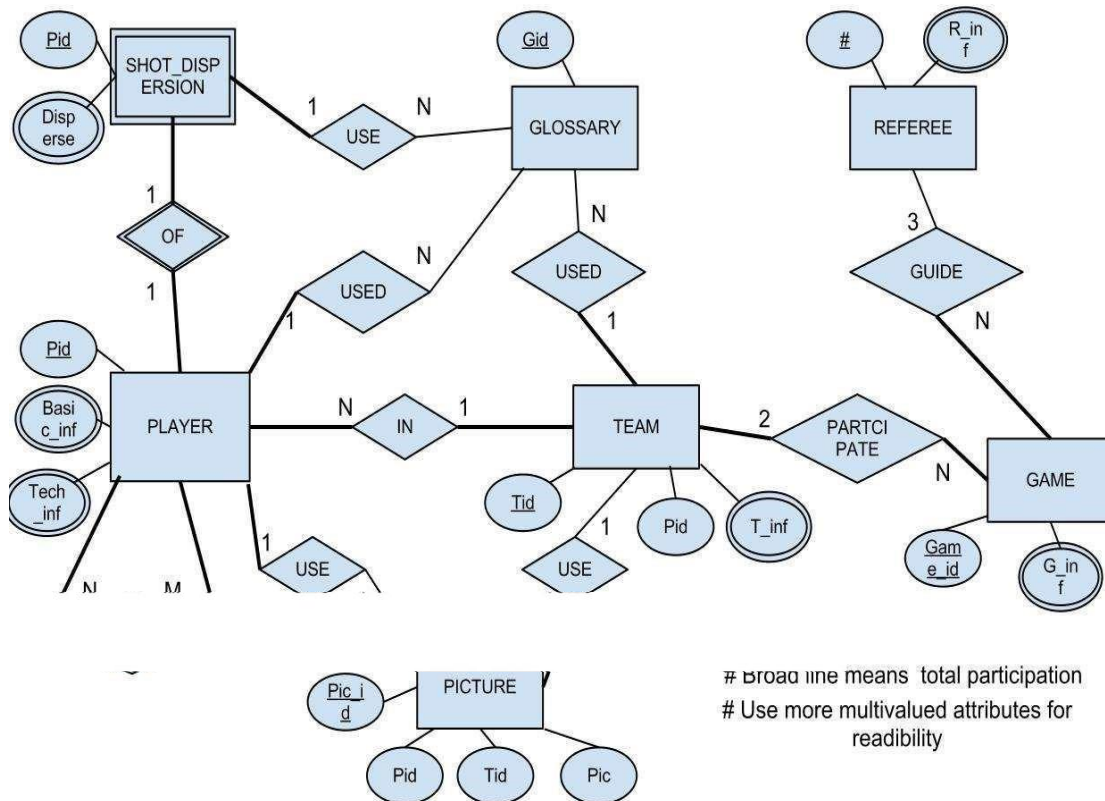 Pid
SHOT_DISP
ERSION
Disp
erse
1
USE
N
Gid
GLOSSARY
#
R_in
f
REFEREE
1
OF
1
N
USED
1
N
USED
1
3
GUIDE
N
Pid
Basi
c_inf
Tech
_inf
PLAYER
N
IN
1
TEAM
2
PARTCI
PATE
N
GAME
Tid
Pid
T_inf
Gam
e_id
G_in
f
1
USE
1
USE
N
M
Pic_i
d
PICTURE
Pid
Tid
Pic
# Broad line means total participation
# Use more multivalued attributes for
readibility